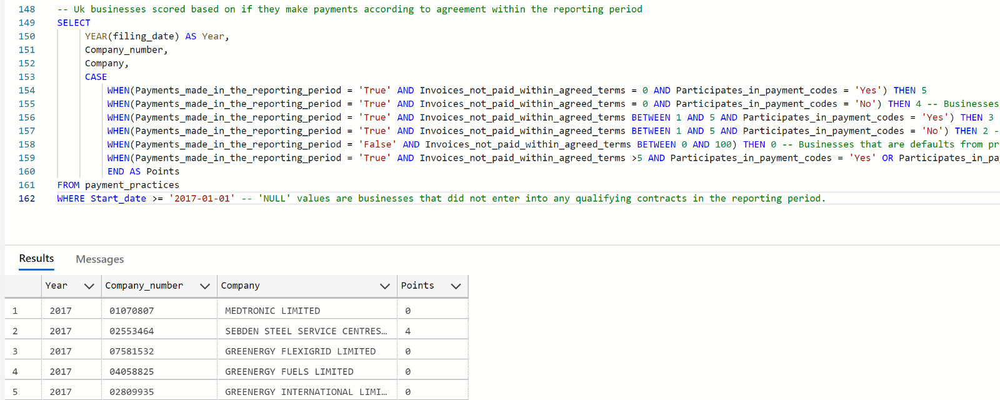 148 -- Uk businesses scored based on if they make payments according to agreement within the reporting period
149 SELECT
150 YEAR(filing_date) AS Year,
151 Company_number,
152 Company,
153 CASE
154 WHEN(Payments_made_in_the_reporting_period = 'True' AND Invoices_not_paid_within_agreed_terms = 0 AND Participates_in_payment_codes = 'Yes') THEN 5
155 WHEN(Payments_made_in_the_reporting_period = 'True' AND Invoices_not_paid_within_agreed_terms = 0 AND Participates_in_payment_codes = 'No') THEN 4 -- Businesses
156 WHEN(Payments_made_in_the_reporting_period = 'True' AND Invoices_not_paid_within_agreed_terms BETWEEN 1 AND 5 AND Participates_in_payment_codes = 'Yes') THEN 3
157 WHEN(Payments_made_in_the_reporting_period = 'True' AND Invoices_not_paid_within_agreed_terms BETWEEN 1 AND 5 AND Participates_in_payment_codes = 'No') THEN 2 -
158 WHEN(Payments_made_in_the_reporting_period = 'False' AND Invoices_not_paid_within_agreed_terms BETWEEN 0 AND 100) THEN 0 -- Businesses that are defaults from pr
159 WHEN(Payments_made_in_the_reporting_period = 'True' AND Invoices_not_paid_within_agreed_terms >5 AND Participates_in_payment_codes = 'Yes' OR Participates_in_pa
160 END AS Points
161 FROM payment_practices
162 WHERE Start_date >= '2017-01-01' -- 'NULL' values are businesses that did not enter into any qualifying contracts in the reporting period.
Results Messages
Year Company_number Company Points
1 2017 01070807 MEDTRONIC LIMITED 0
2 2017 02553464 SEBDEN STEEL SERVICE CENTRES… 4
3 2017 07581532 GREENERGY FLEXIGRID LIMITED 0
4 2017 04058825 GREENERGY FUELS LIMITED 0
5 2017 02809935 GREENERGY INTERNATIONAL LIMI… 0